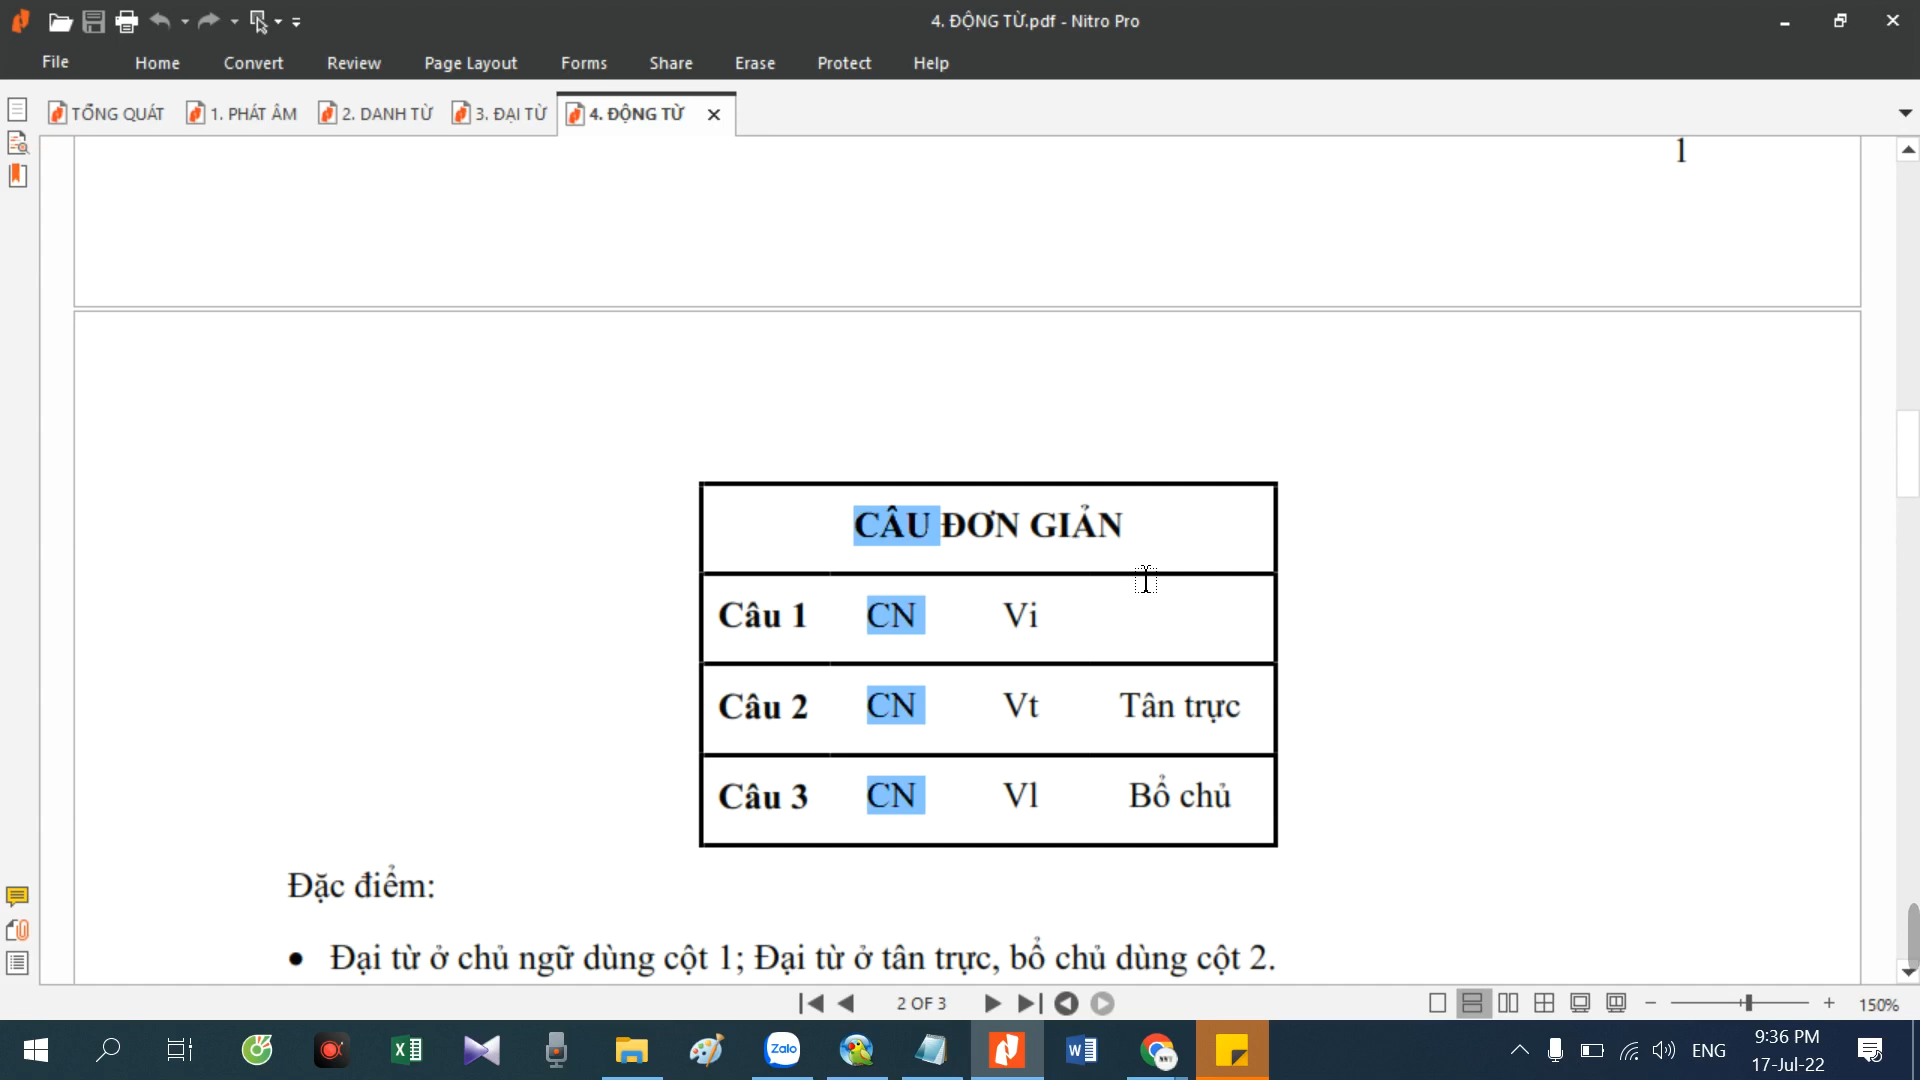 4. ĐỘNG TỪ.pdf - Nitro Pro
File Home Convert Review Page Layout Forms Share Erase Protect Help
TỔNG QUÁT 1. PHÁT ÂM 2. DANH TỪ 3. ĐẠI TỪ 4. ĐỘNG TỪ
1
CÂU ĐƠN GIẢN
Câu 1 CN Vi
Câu 2 CN Vt Tân trực
Câu 3 CN Vl Bổ chủ
Đặc điểm:
• Đại từ ở chủ ngữ dùng cột 1; Đại từ ở tân trực, bổ chủ dùng cột 2.
2 OF 3 150%
Zalo ENG 9:36 PM
17-Jul-22